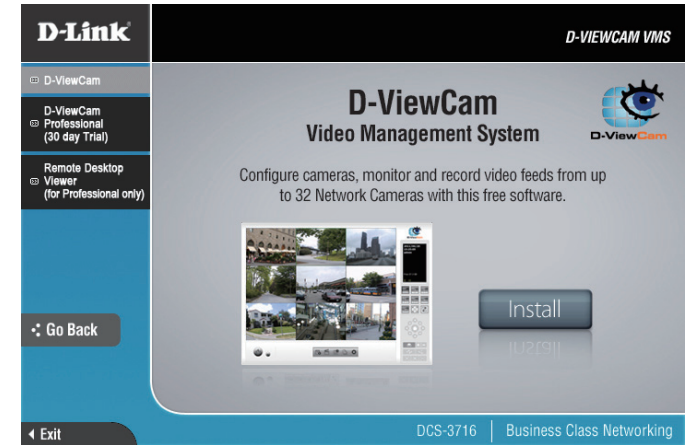 D-Link
D-VIEWCAM VMS
D-ViewCam
D-ViewCam
Professional
(30 day Trial)
Remote Desktop
Viewer
(for Professional only)
Go Back
Exit
D-ViewCam
Video Management System
D-ViewCam
Configure cameras, monitor and record video feeds from up
to 32 Network Cameras with this free software.
Install
DCS-3716
Business Class Networking